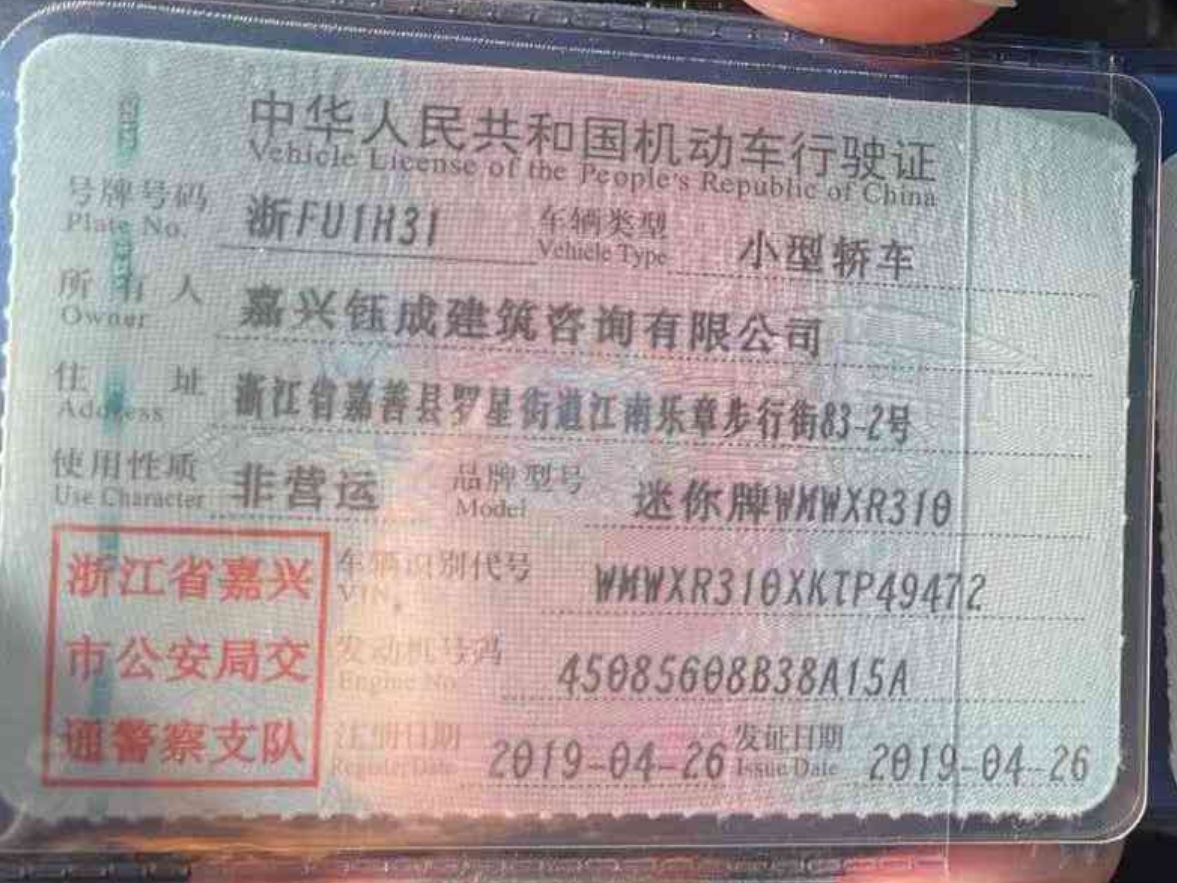 中华人民共和国机动车行驶证
Vehicle License of the People's Republic of China
号牌号码 浙FU1H31 车辆类型 小型轿车
Plate No. Vehicle Type
所有人 嘉兴钰成建筑咨询有限公司
Owner
住址 浙江省嘉善县罗星街道江南乐章步行街83-2号
Address
使用性质 非营运 品牌型号 迷你牌WMWXR310
Use Character Model
浙江省嘉兴
市公安局交
通警察支队
车辆识别代号 WMWXR310XKTP49472
VIN
发动机号码 45085608B38A15A
Engine No.
注册日期 2019-04-26 发证日期 2019-04-26
Register Date Issue Date